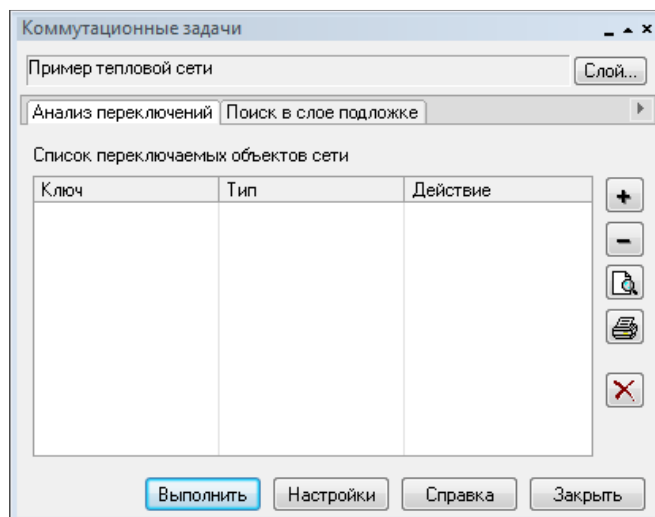 Коммутационные задачи
Пример тепловой сети
Слой...
Анализ переключений Поиск в слое подложке
Список переключаемых объектов сети
Ключ Тип Действие
Выполнить Настройки Справка Закрыть